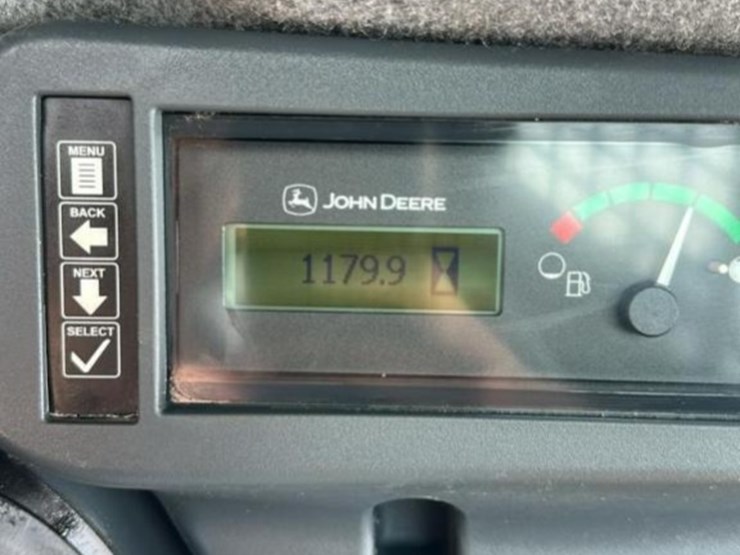 MENU
BACK
NEXT
SELECT
JOHN DEERE
1179.9